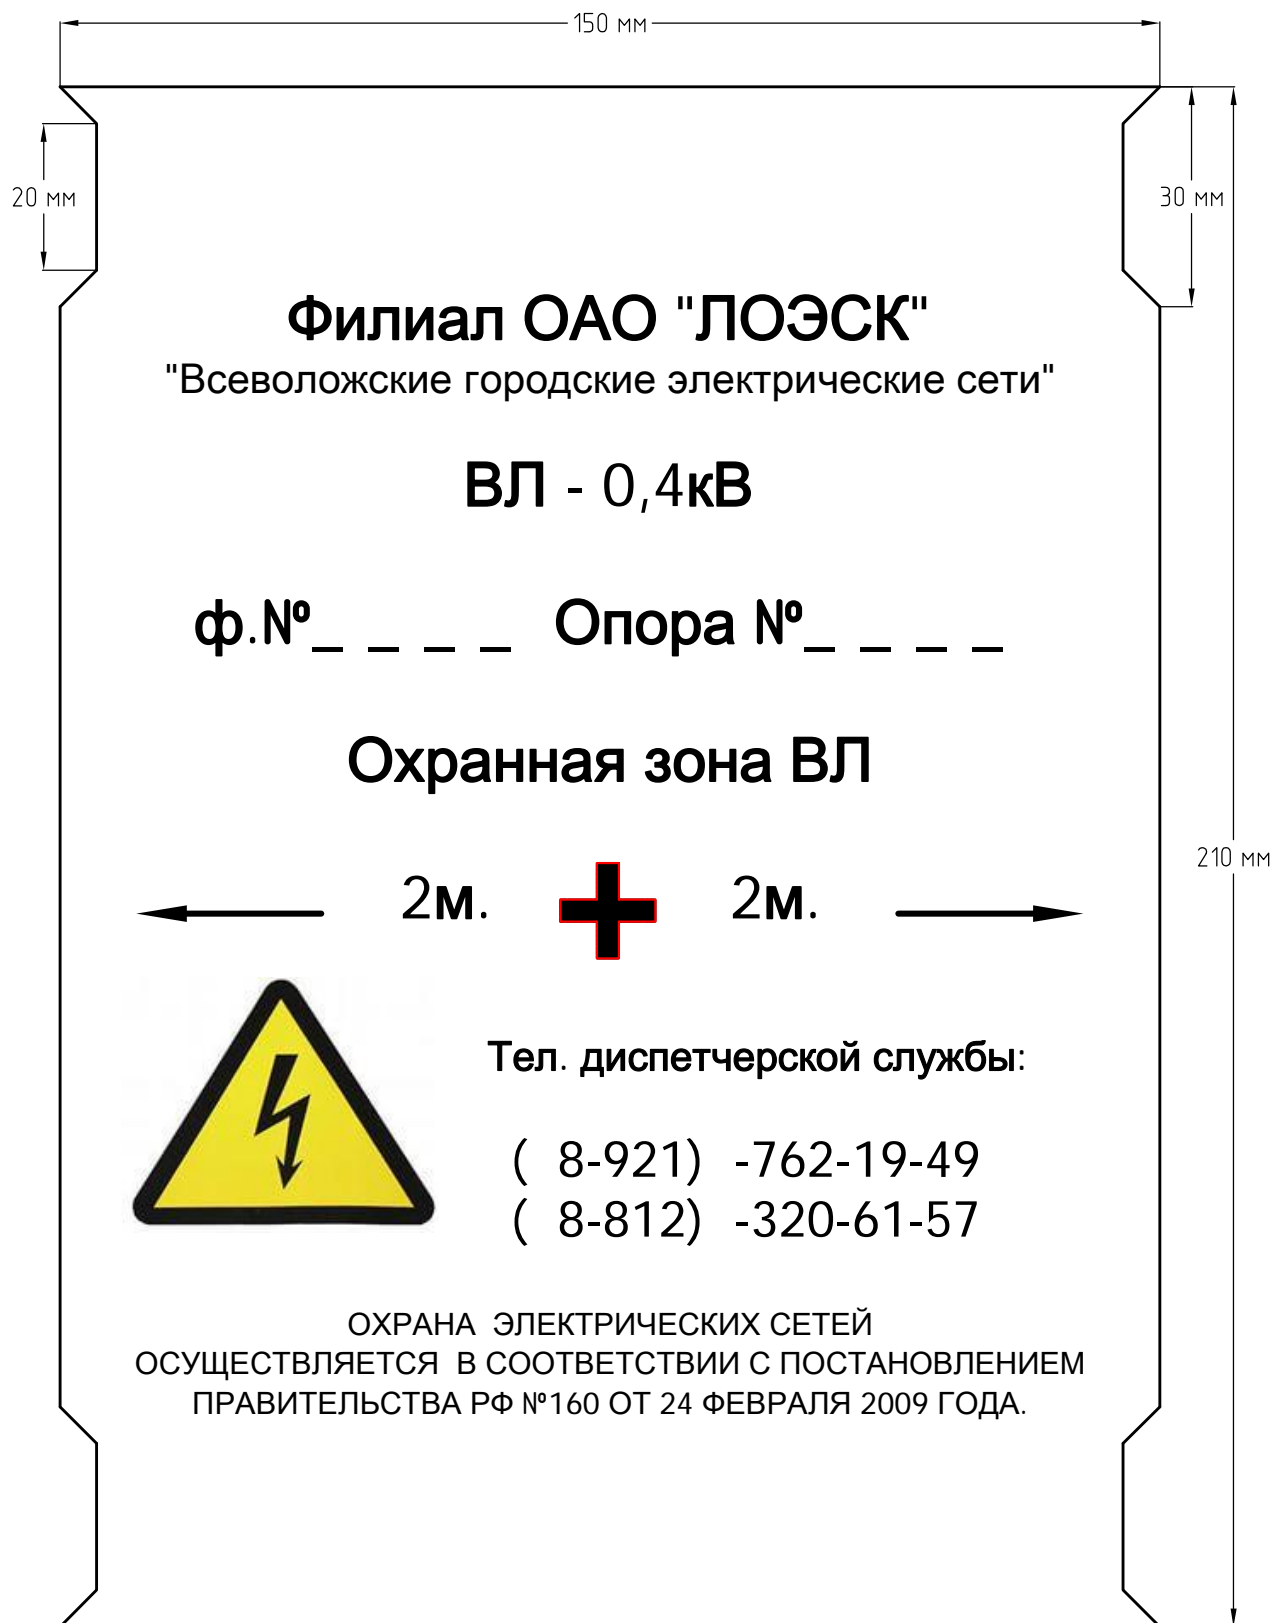 150 мм
20 мм
30 мм
Филиал ОАО "ЛОЭСК"
"Всеволожские городские электрические сети"
ВЛ - 0,4кВ
ф.№_ _ _ _ Опора №_ _ _ _
Охранная зона ВЛ
210 мм
2м. 2м.
Тел. диспетчерской службы:
( 8-921) -762-19-49
( 8-812) -320-61-57
ОХРАНА ЭЛЕКТРИЧЕСКИХ СЕТЕЙ
ОСУЩЕСТВЛЯЕТСЯ В СООТВЕТСТВИИ С ПОСТАНОВЛЕНИЕМ
ПРАВИТЕЛЬСТВА РФ №160 ОТ 24 ФЕВРАЛЯ 2009 ГОДА.